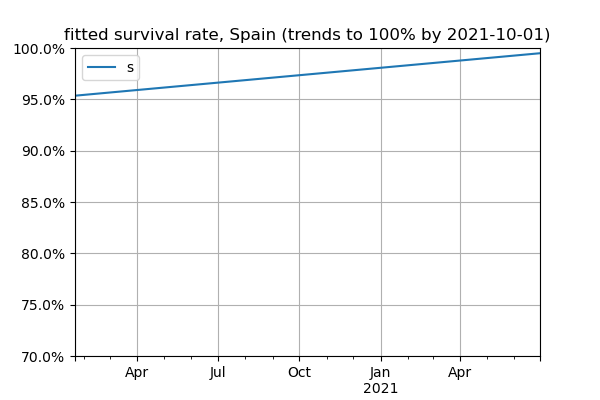 fitted survival rate, Spain (trends to 100% by 2021-10-01)
100.0%
s
95.0%
90.0%
85.0%
80.0%
75.0%
70.0%
Apr Jul Oct Jan Apr
2021